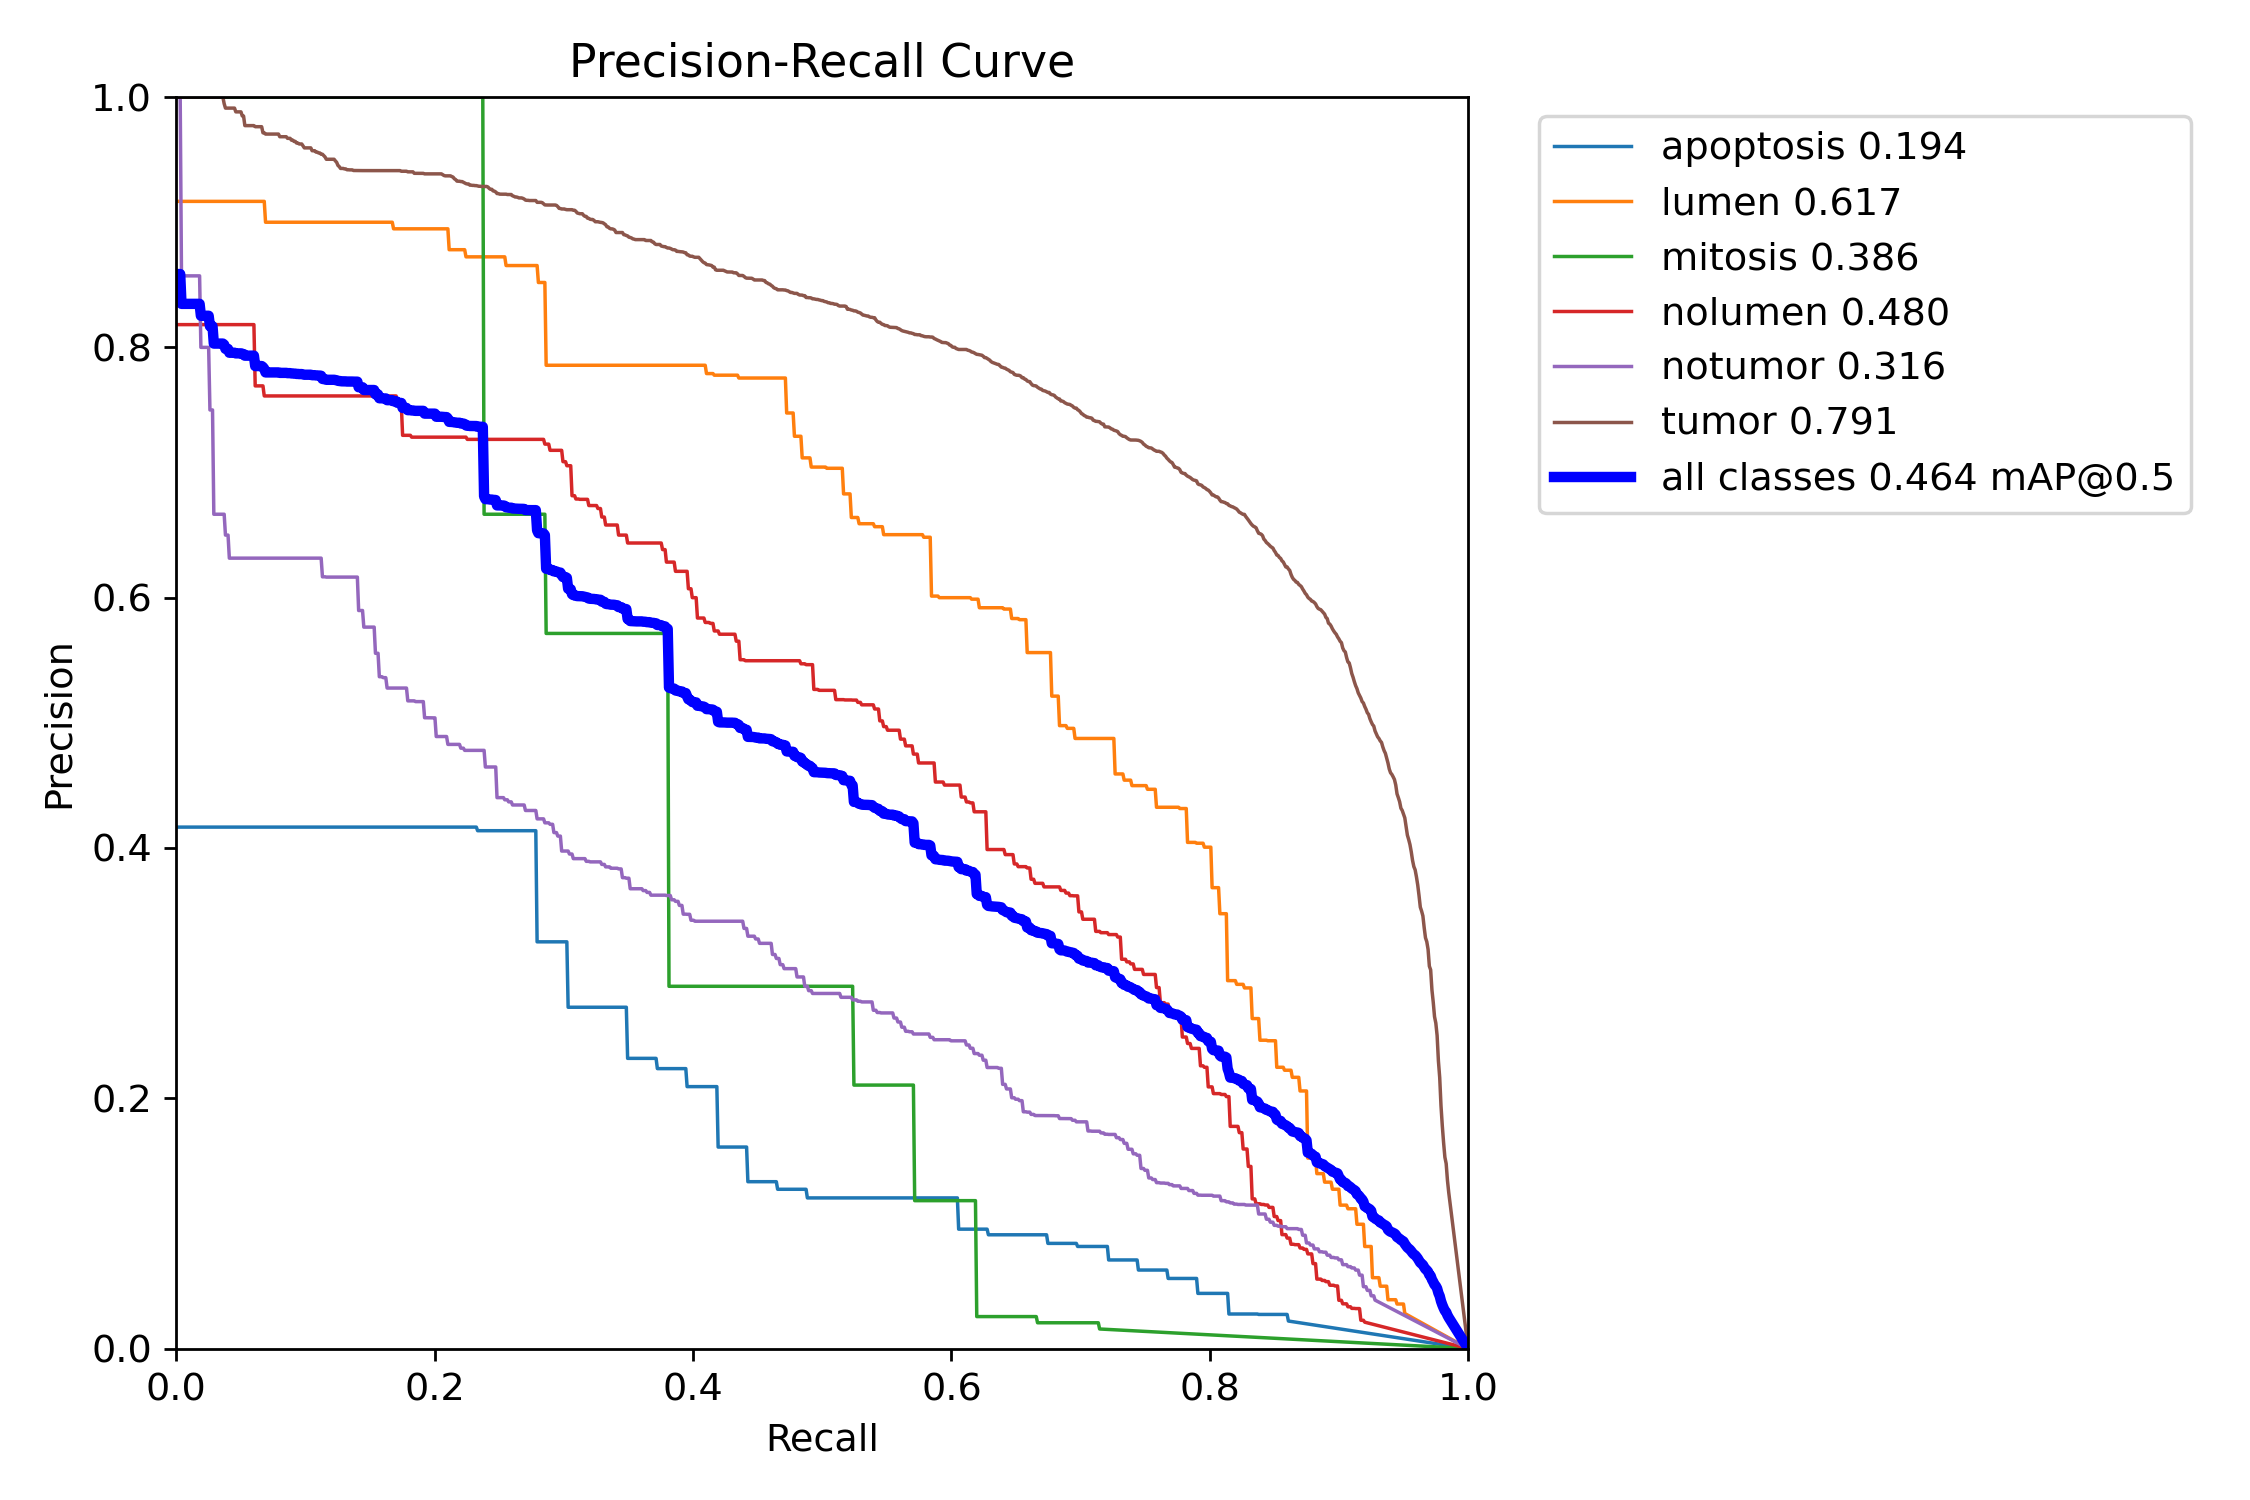 Precision-Recall Curve
1.0
0.8
0.6
0.4
0.2
0.0
Precision
0.0 0.2 0.4 0.6 0.8 1.0
Recall
apoptosis 0.194
lumen 0.617
mitosis 0.386
nolumen 0.480
notumor 0.316
tumor 0.791
all classes 0.464 mAP@0.5